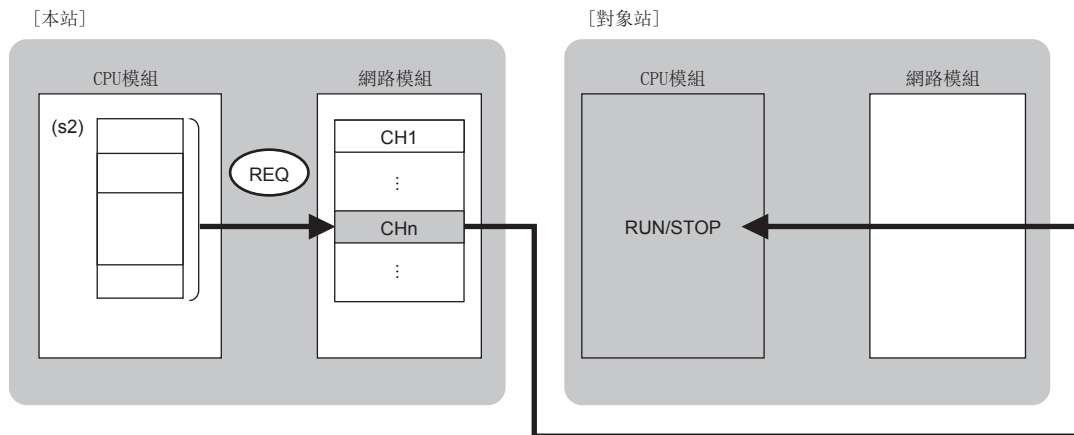 [本站]
CPU模組
網路模組
(s2)
REQ
CH1
⋮
CHn
⋮
[對象站]
CPU模組
網路模組
RUN/STOP